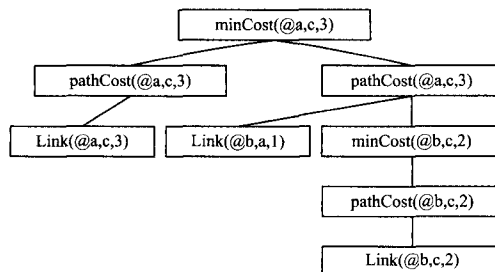 minCost(@a,c,3)
pathCost(@a,c,3)
pathCost(@a,c,3)
Link(@a,c,3)
Link(@b,a,1)
minCost(@b,c,2)
pathCost(@b,c,2)
Link(@b,c,2)